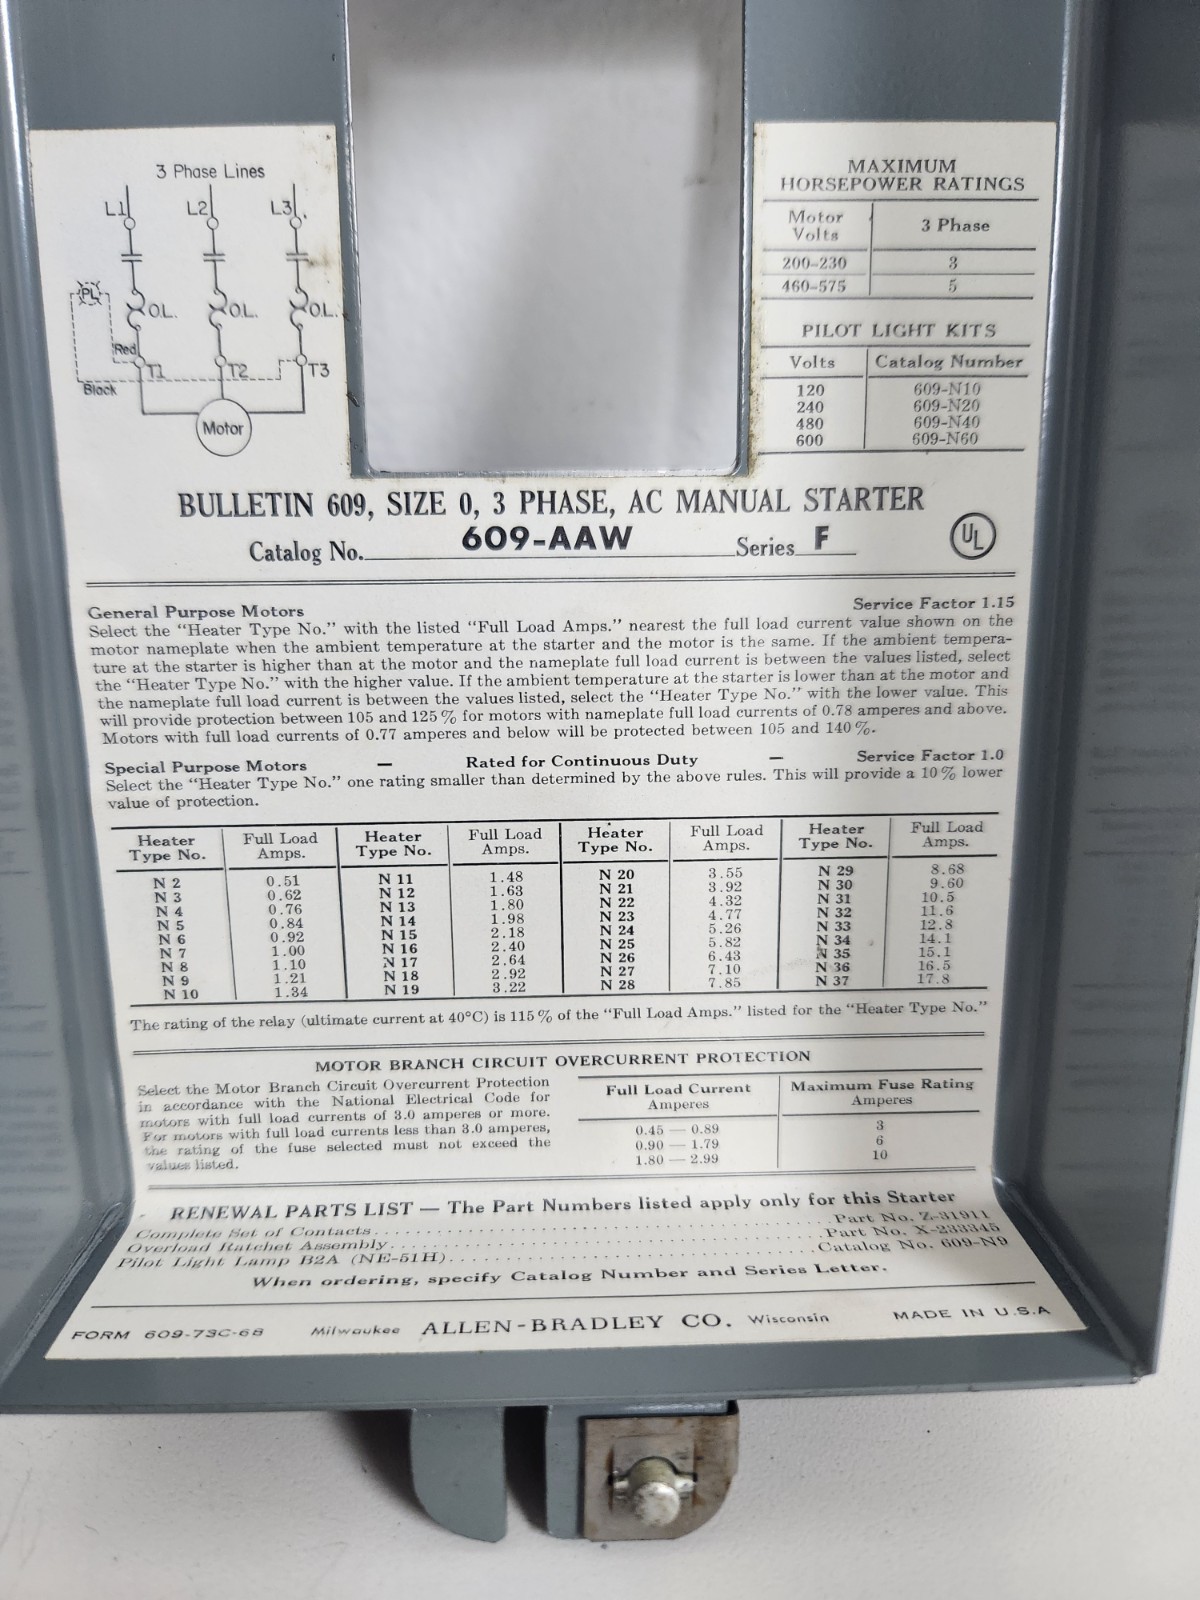 3 Phase Lines
L1 L2 L3
PL
O.L. O.L. O.L.
Red
T1 T2 T3
Black
Motor
MAXIMUM
HORSEPOWER RATINGS
Motor Volts 3 Phase
200-230 3
460-575 5
PILOT LIGHT KITS
Volts Catalog Number
120 609-N10
240 609-N20
480 609-N40
600 609-N60
BULLETIN 609, SIZE 0, 3 PHASE, AC MANUAL STARTER
Catalog No. 609-AAW Series F
UL
General Purpose Motors Service Factor 1.15
Select the "Heater Type No." with the listed "Full Load Amps." nearest the full load current value shown on the
motor nameplate when the ambient temperature at the starter and the motor is the same. If the ambient tempera-
ture at the starter is higher than at the motor and the nameplate full load current is between the values listed, select
the "Heater Type No." with the higher value. If the ambient temperature at the starter is lower than at the motor and
the nameplate full load current is between the values listed, select the "Heater Type No." with the lower value. This
will provide protection between 105 and 125% for motors with nameplate full load currents of 0.78 amperes and above.
Motors with full load currents of 0.77 amperes and below will be protected between 105 and 140%.
Special Purpose Motors — Rated for Continuous Duty — Service Factor 1.0
Select the "Heater Type No." one rating smaller than determined by the above rules. This will provide a 10% lower
value of protection.
Heater Full Load Heater Full Load Heater Full Load Heater Full Load
Type No. Amps. Type No. Amps. Type No. Amps. Type No. Amps.
N 2 0.51 N 11 1.48 N 20 3.55 N 29 8.68
N 3 0.62 N 12 1.63 N 21 3.92 N 30 9.60
N 4 0.76 N 13 1.80 N 22 4.32 N 31 10.5
N 5 0.84 N 14 1.98 N 23 4.77 N 32 11.6
N 6 0.92 N 15 2.18 N 24 5.26 N 33 12.8
N 7 1.00 N 16 2.40 N 25 5.82 N 34 14.1
N 8 1.10 N 17 2.64 N 26 6.43 N 35 15.1
N 9 1.21 N 18 2.92 N 27 7.10 N 36 16.5
N 10 1.34 N 19 3.22 N 28 7.85 N 37 17.8
The rating of the relay (ultimate current at 40°C) is 115% of the "Full Load Amps." listed for the "Heater Type No."
MOTOR BRANCH CIRCUIT OVERCURRENT PROTECTION
Select the Motor Branch Circuit Overcurrent Protection
in accordance with the National Electrical Code for
motors with full load currents of 3.0 amperes or more.
For motors with full load currents less than 3.0 amperes,
the rating of the fuse selected must not exceed the
values listed.
Full Load Current Maximum Fuse Rating
Amperes Amperes
0.45 — 0.89 3
0.90 — 1.79 6
1.80 — 2.99 10
RENEWAL PARTS LIST — The Part Numbers listed apply only for this Starter
Complete Set of Contacts. . . . . . . . . . Part No. Z-31911
Overload Ratchet Assembly. . . . . . . . . . Part No. X-233345
Pilot Light Lamp B2A (NE-51H). . . . . . . . . . Catalog No. 609-N9
When ordering, specify Catalog Number and Series Letter.
FORM 609-73C-68 Milwaukee ALLEN-BRADLEY CO. Wisconsin MADE IN U.S.A